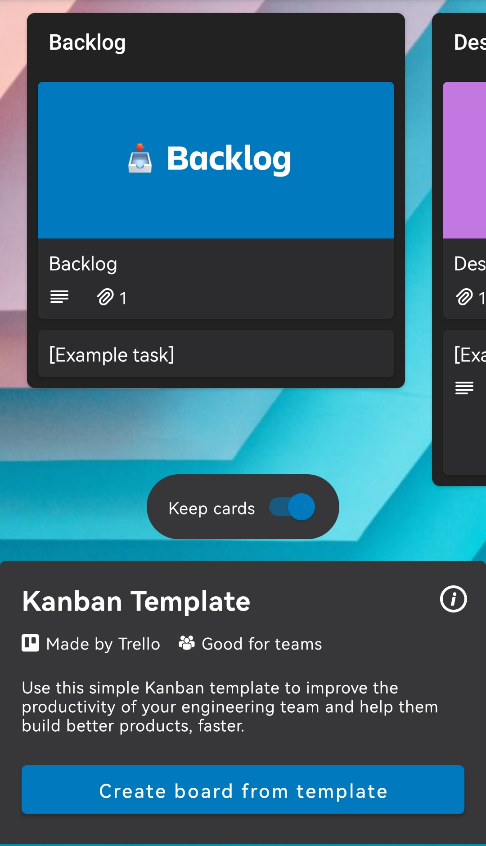 Backlog
Des
Backlog
Backlog
Des
1
1
[Example task]
[Exa
Keep cards
Kanban Template
Made by Trello
Good for teams
Use this simple Kanban template to improve the
productivity of your engineering team and help them
build better products, faster.
Create board from template